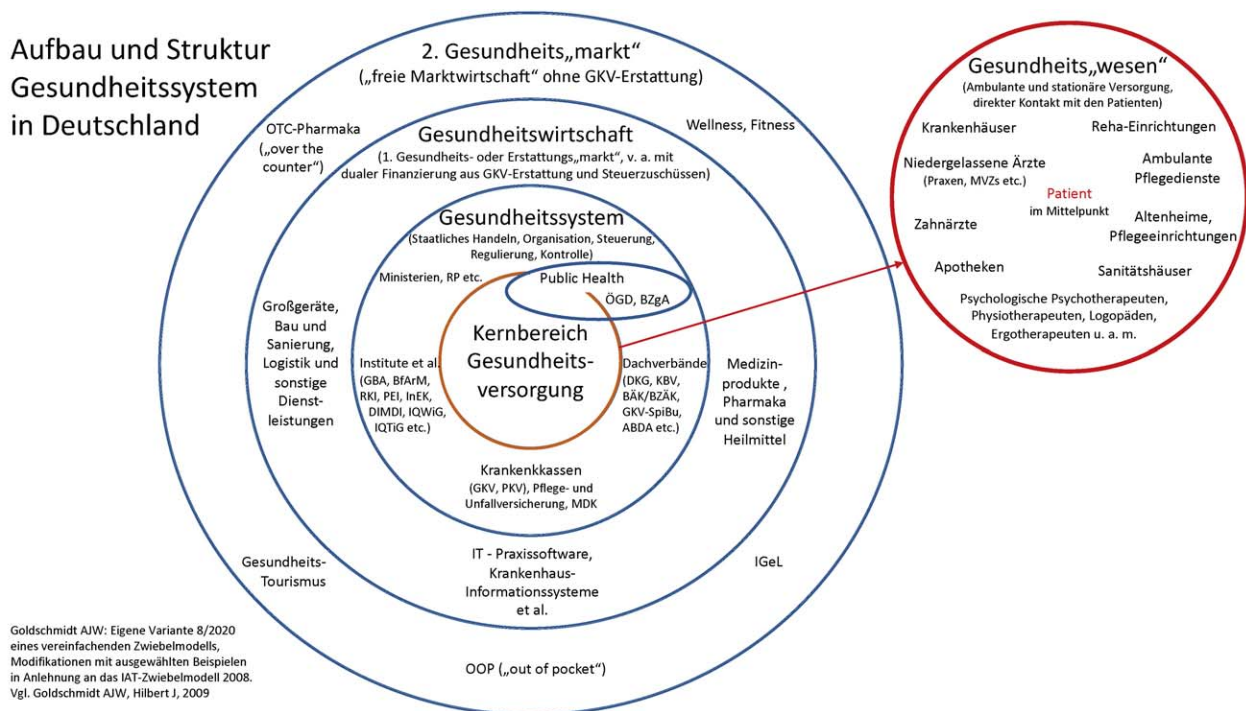 Aufbau und Struktur
Gesundheitssystem
in Deutschland
2. Gesundheits„markt“
(„freie Marktwirtschaft“ ohne GKV-Erstattung)
OTC-Pharmaka
(„over the
counter“)
Wellness, Fitness
Gesundheitswirtschaft
(1. Gesundheits- oder Erstattungs„markt“, v. a. mit
dualer Finanzierung aus GKV-Erstattung und Steuerzuschüssen)
Gesundheitssystem
(Staatliches Handeln, Organisation, Steuerung,
Regulierung, Kontrolle)
Ministerien, RP etc.
Public Health
ÖGD, BZgA
Kernbereich
Gesundheits-
versorgung
Großgeräte,
Bau und
Sanierung,
Logistik und
sonstige
Dienst-
leistungen
Institute et al.
(GBA, BfArM,
RKI, PEI, InEK,
DIMDI, IQWiG,
IQTiG etc.)
Dachverbände
(DKG, KBV,
BÄK/BZÄK,
GKV-SpiBu,
ABDA etc.)
Medizin-
produkte ,
Pharmaka
und sonstige
Heilmittel
Krankenkkassen
(GKV, PKV), Pflege- und
Unfallversicherung, MDK
Gesundheits-
Tourismus
IT - Praxissoftware,
Krankenhaus-
Informationssysteme
et al.
IGeL
OOP („out of pocket“)
Gesundheits„wesen“
(Ambulante und stationäre Versorgung,
direkter Kontakt mit den Patienten)
Krankenhäuser
Reha-Einrichtungen
Niedergelassene Ärzte
(Praxen, MVZs etc.)
Ambulante
Pflegedienste
Patient
im Mittelpunkt
Zahnärzte
Altenheime,
Pflegeeinrichtungen
Apotheken
Sanitätshäuser
Psychologische Psychotherapeuten,
Physiotherapeuten, Logopäden,
Ergotherapeuten u. a. m.
Goldschmidt AJW: Eigene Variante 8/2020
eines vereinfachenden Zwiebelmodells,
Modifikationen mit ausgewählten Beispielen
in Anlehnung an das IAT-Zwiebelmodell 2008.
Vgl. Goldschmidt AJW, Hilbert J, 2009